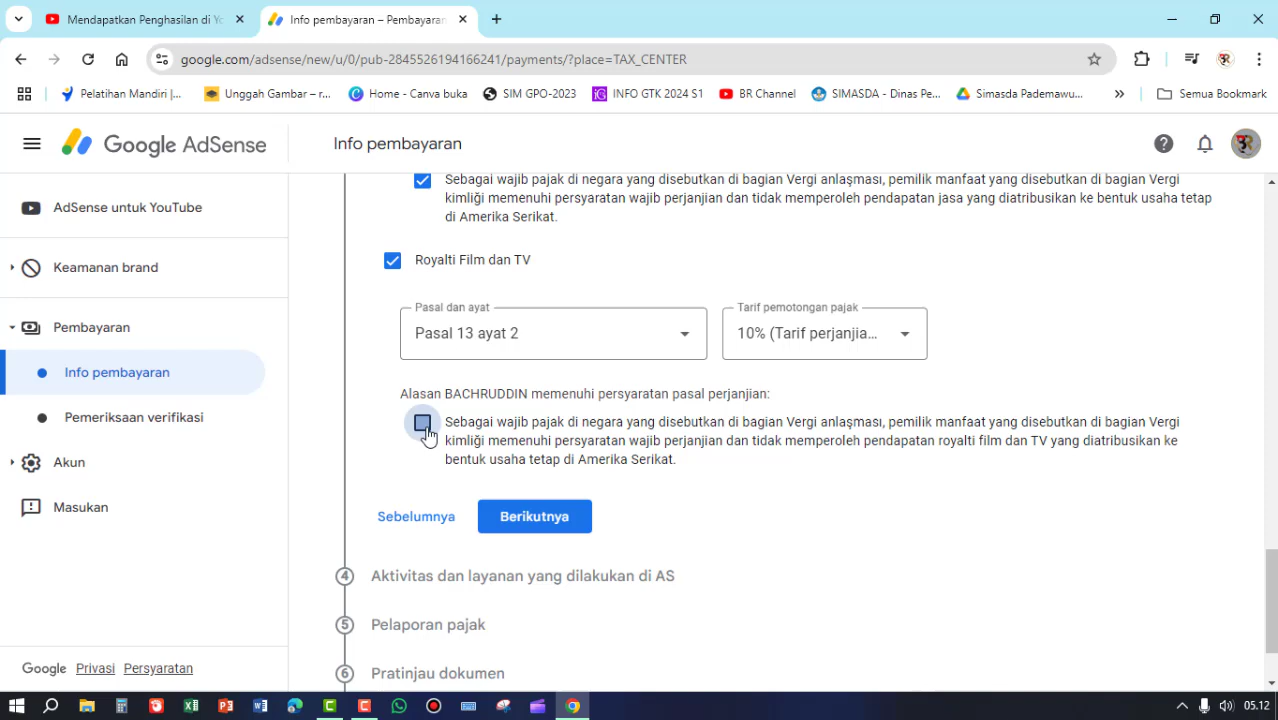 Mendapatkan Penghasilan di Yo
Info pembayaran – Pembayaran
google.com/adsense/new/u/0/pub-2845526194166241/payments/?place=TAX_CENTER
Pelatihan Mandiri |...
Unggah Gambar – r...
Home - Canva buka
SIM GPO-2023
INFO GTK 2024 S1
BR Channel
SIMASDA - Dinas Pe...
Simasda Pademawu...
Semua Bookmark
Google AdSense
Info pembayaran
AdSense untuk YouTube
Keamanan brand
Pembayaran
Info pembayaran
Pemeriksaan verifikasi
Akun
Masukan
Google Privasi Persyaratan
Sebagai wajib pajak di negara yang disebutkan di bagian Vergi anlaşması, pemilik manfaat yang disebutkan di bagian Vergi
kimliği memenuhi persyaratan wajib perjanjian dan tidak memperoleh pendapatan jasa yang diatribusikan ke bentuk usaha tetap
di Amerika Serikat.
Royalti Film dan TV
Pasal dan ayat
Pasal 13 ayat 2
Tarif pemotongan pajak
10% (Tarif perjanjia...
Alasan BACHRUDDIN memenuhi persyaratan pasal perjanjian:
Sebagai wajib pajak di negara yang disebutkan di bagian Vergi anlaşması, pemilik manfaat yang disebutkan di bagian Vergi
kimliği memenuhi persyaratan wajib perjanjian dan tidak memperoleh pendapatan royalti film dan TV yang diatribusikan ke
bentuk usaha tetap di Amerika Serikat.
Sebelumnya
Berikutnya
4 Aktivitas dan layanan yang dilakukan di AS
5 Pelaporan pajak
6 Pratinjau dokumen
05.12